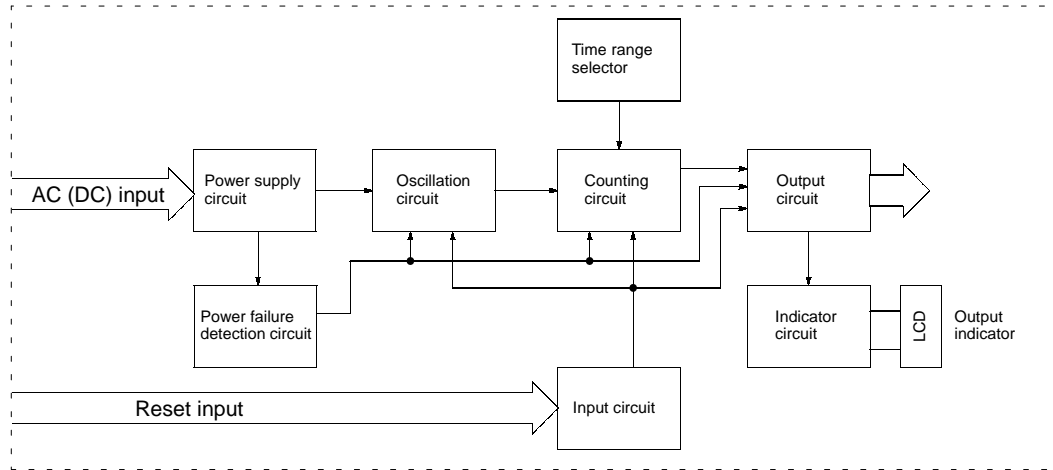 Time range
selector
AC (DC) input
Power supply
circuit
Oscillation
circuit
Counting
circuit
Output
circuit
Power failure
detection circuit
Indicator
circuit
LCD
Output
indicator
Reset input
Input circuit